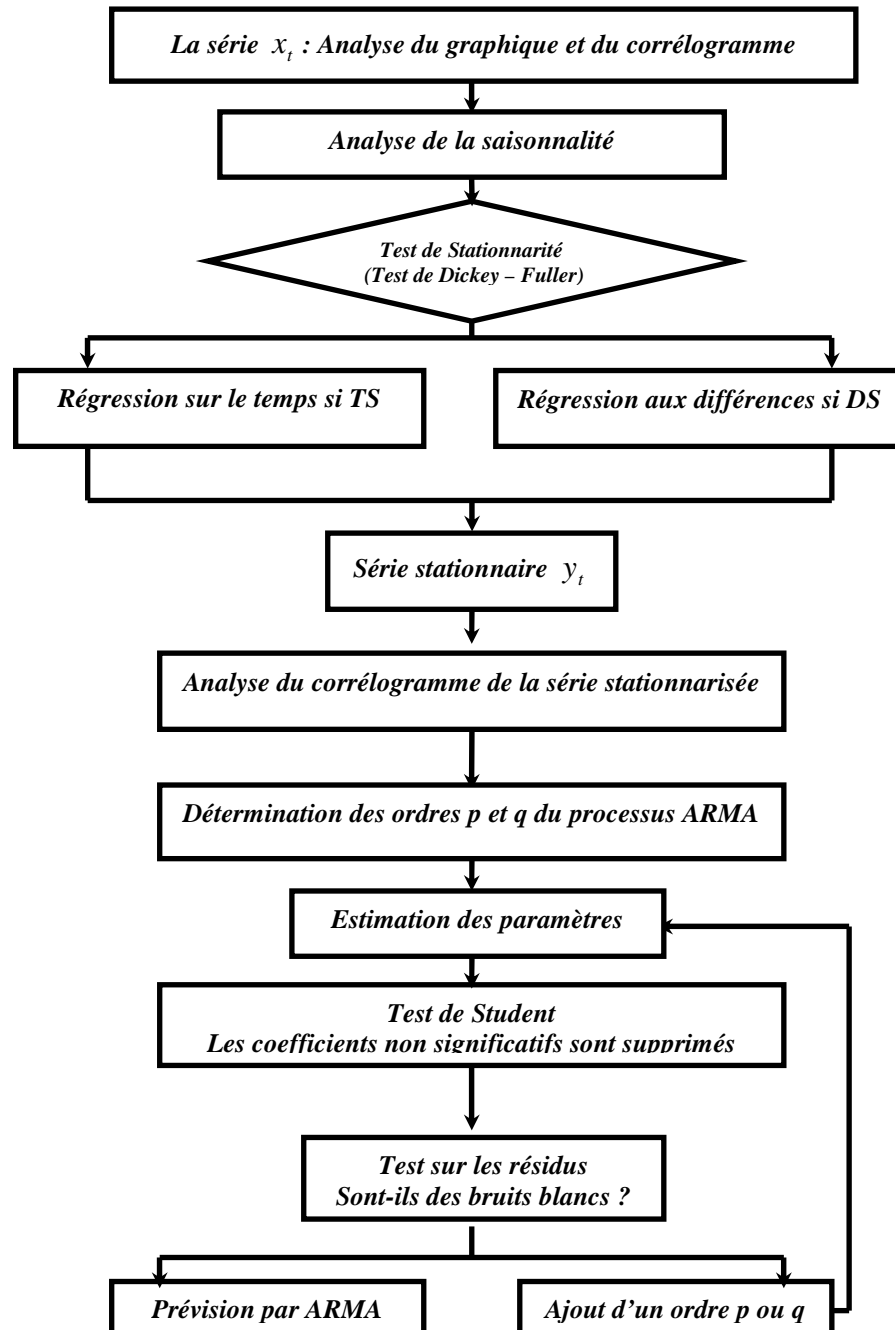 La série x_t : Analyse du graphique et du corrélogramme
Analyse de la saisonnalité
Test de Stationnarité
(Test de Dickey – Fuller)
Régression sur le temps si TS
Régression aux différences si DS
Série stationnaire y_t
Analyse du corrélogramme de la série stationnarisée
Détermination des ordres p et q du processus ARMA
Estimation des paramètres
Test de Student
Les coefficients non significatifs sont supprimés
Test sur les résidus
Sont-ils des bruits blancs ?
Prévision par ARMA
Ajout d’un ordre p ou q